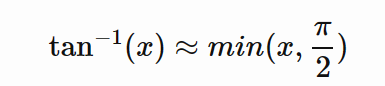 tan⁻¹(x) ≈ min(x, π/2)